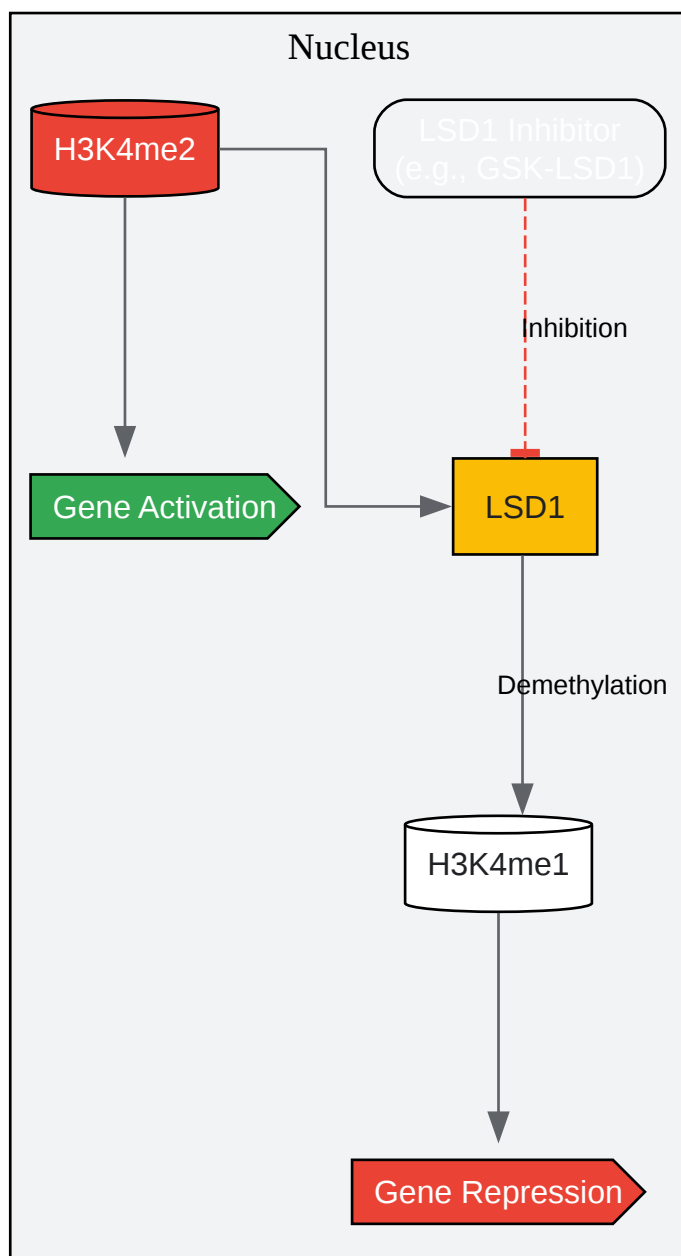 Nucleus
H3K4me2
LSD1 Inhibitor
(e.g., GSK-LSD1)
Inhibition
Gene Activation
LSD1
Demethylation
H3K4me1
Gene Repression